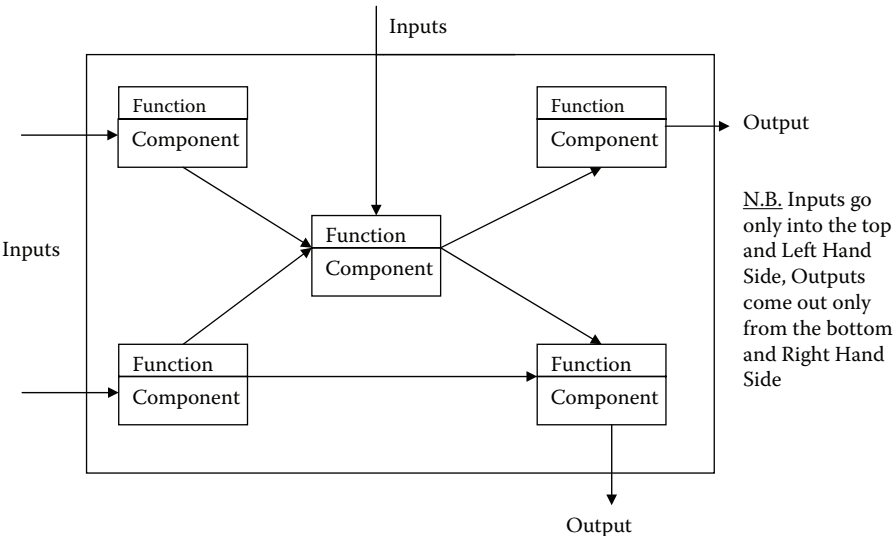 Inputs
Function
Component
Function
Component
Output
N.B. Inputs go
only into the top
and Left Hand
Side, Outputs
come out only
from the bottom
and Right Hand
Side
Inputs
Function
Component
Function
Component
Function
Component
Output